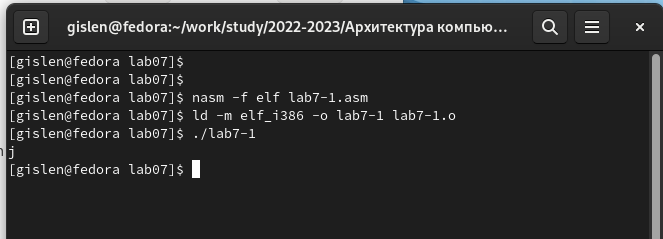 gislen@fedora:~/work/study/2022-2023/Архитектура компью...
[gislen@fedora lab07]$
[gislen@fedora lab07]$
[gislen@fedora lab07]$ nasm -f elf lab7-1.asm
[gislen@fedora lab07]$ ld -m elf_i386 -o lab7-1 lab7-1.o
[gislen@fedora lab07]$ ./lab7-1
j
[gislen@fedora lab07]$